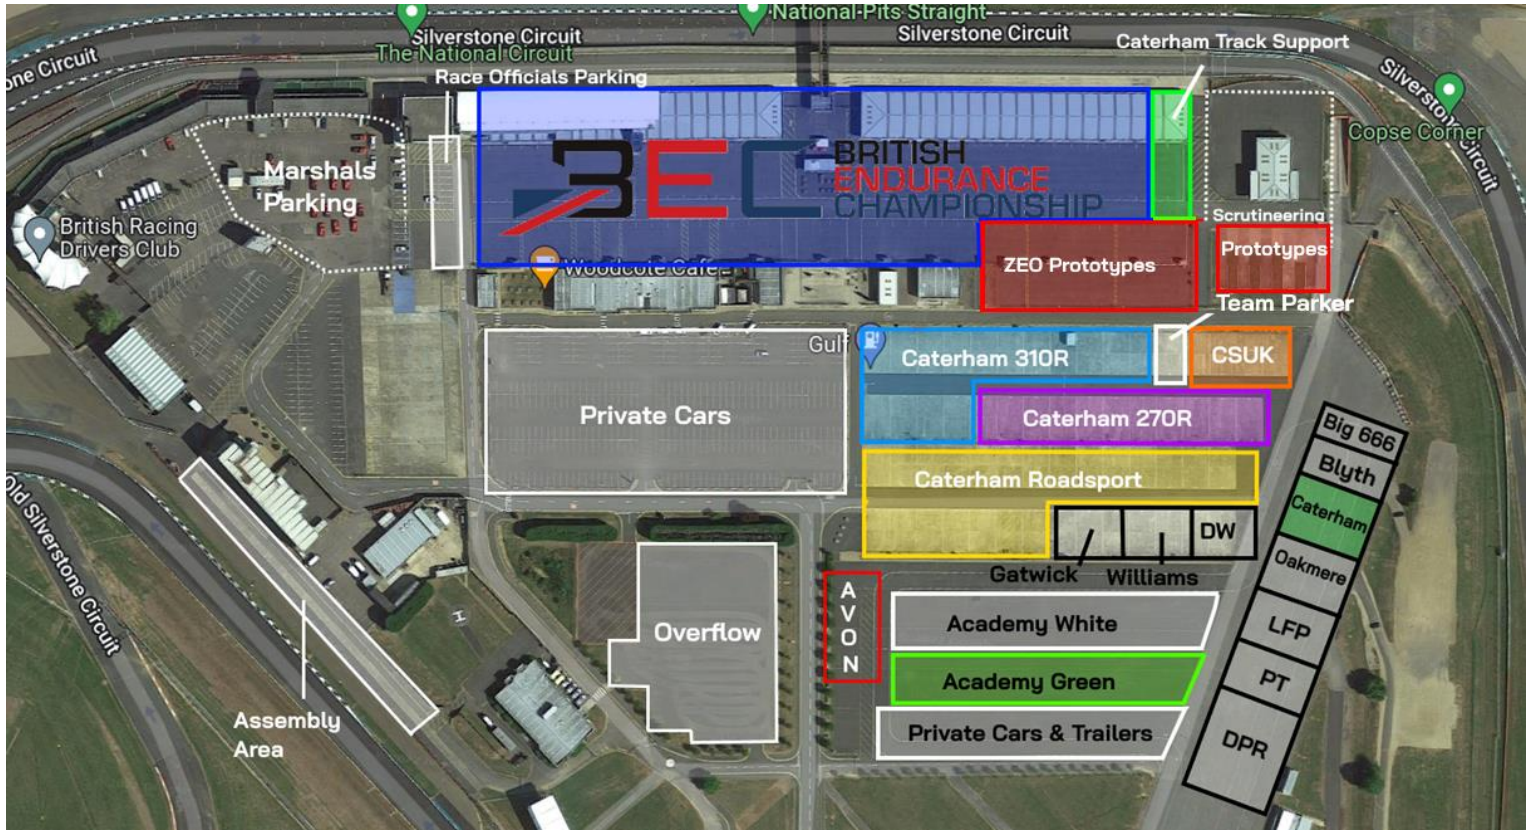 National Pits Straight
Silverstone Circuit
The National Circuit
Silverstone Circuit
Caterham Track Support
one Circuit
Race Officials Parking
Silverstone Circuit
Copse Corner
Marshals
Parking
BEC
BRITISH
ENDURANCE
CHAMPIONSHIP
British Racing
Drivers Club
Scrutineering
Prototypes
ZEO Prototypes
Woodcote Cafe
Team Parker
Gulf
Caterham 310R
CSUK
Private Cars
Caterham 270R
Big 666
Blyth
Caterham
Oakmere
LFP
PT
DPR
Caterham Roadsport
DW
Gatwick
Williams
Old Silverstone Circuit
H
AVON
Overflow
Academy White
Academy Green
Private Cars & Trailers
Assembly
Area